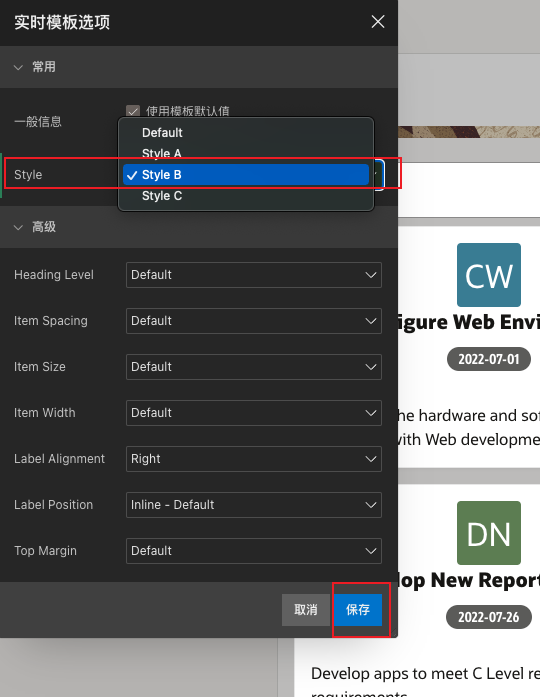 实时模板选项
常用
一般信息
使用模板默认值
Default
Style A
Style
Style B
Style C
高级
Heading Level
Default
Item Spacing
Default
Item Size
Default
Item Width
Default
Label Alignment
Right
Label Position
Inline - Default
Top Margin
Default
取消
保存
CW
igure Web Envi
2022-07-01
he hardware and sof
with Web developme
DN
lop New Report
2022-07-26
Develop apps to meet C Level re
requirements